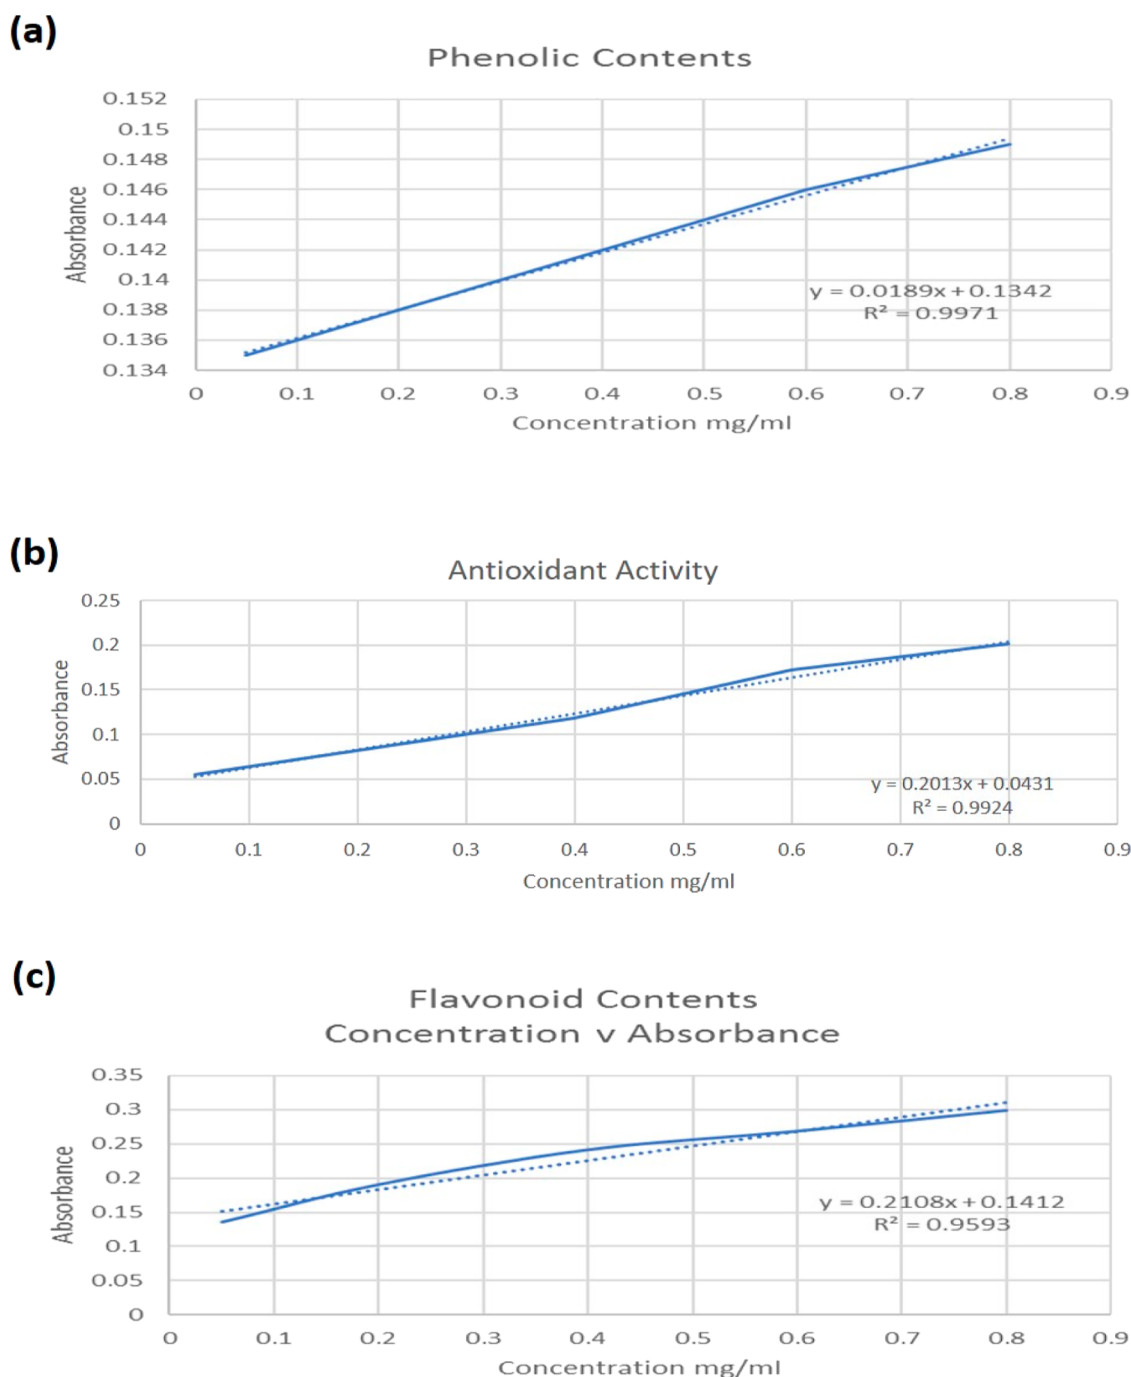 (a)
Phenolic Contents
0.152
0.15
0.148
0.146
0.144
0.142
0.14
0.138
0.136
0.134
Absorbance
y = 0.0189x + 0.1342
R² = 0.9971
0 0.1 0.2 0.3 0.4 0.5 0.6 0.7 0.8 0.9
Concentration mg/ml
(b)
Antioxidant Activity
0.25
0.2
0.15
0.1
0.05
0
Absorbance
y = 0.2013x + 0.0431
R² = 0.9924
0 0.1 0.2 0.3 0.4 0.5 0.6 0.7 0.8 0.9
Concentration mg/ml
(c)
Flavonoid Contents
Concentration v Absorbance
0.35
0.3
0.25
0.2
0.15
0.1
0.05
0
Absorbance
y = 0.2108x + 0.1412
R² = 0.9593
0 0.1 0.2 0.3 0.4 0.5 0.6 0.7 0.8 0.9
Concentration mg/ml